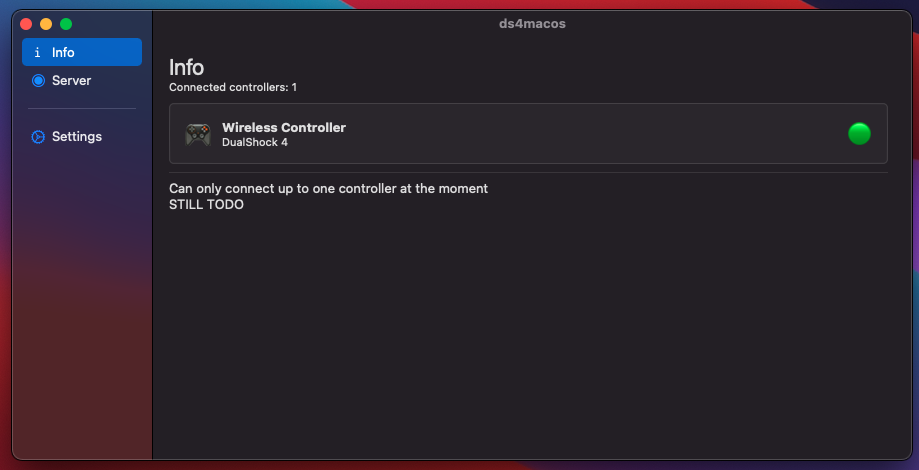 ds4macos
Info
Server
Settings
Info
Connected controllers: 1
Wireless Controller
DualShock 4
Can only connect up to one controller at the moment
STILL TODO